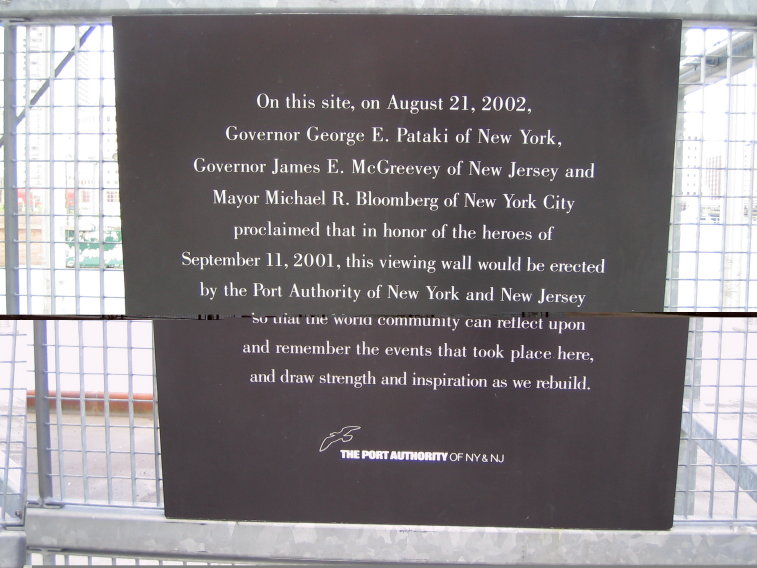 On this site, on August 21, 2002,
Governor George E. Pataki of New York,
Governor James E. McGreevey of New Jersey and
Mayor Michael R. Bloomberg of New York City
proclaimed that in honor of the heroes of
September 11, 2001, this viewing wall would be erected
by the Port Authority of New York and New Jersey
so that the world community can reflect upon
and remember the events that took place here,
and draw strength and inspiration as we rebuild.
THE PORT AUTHORITY OF NY & NJ